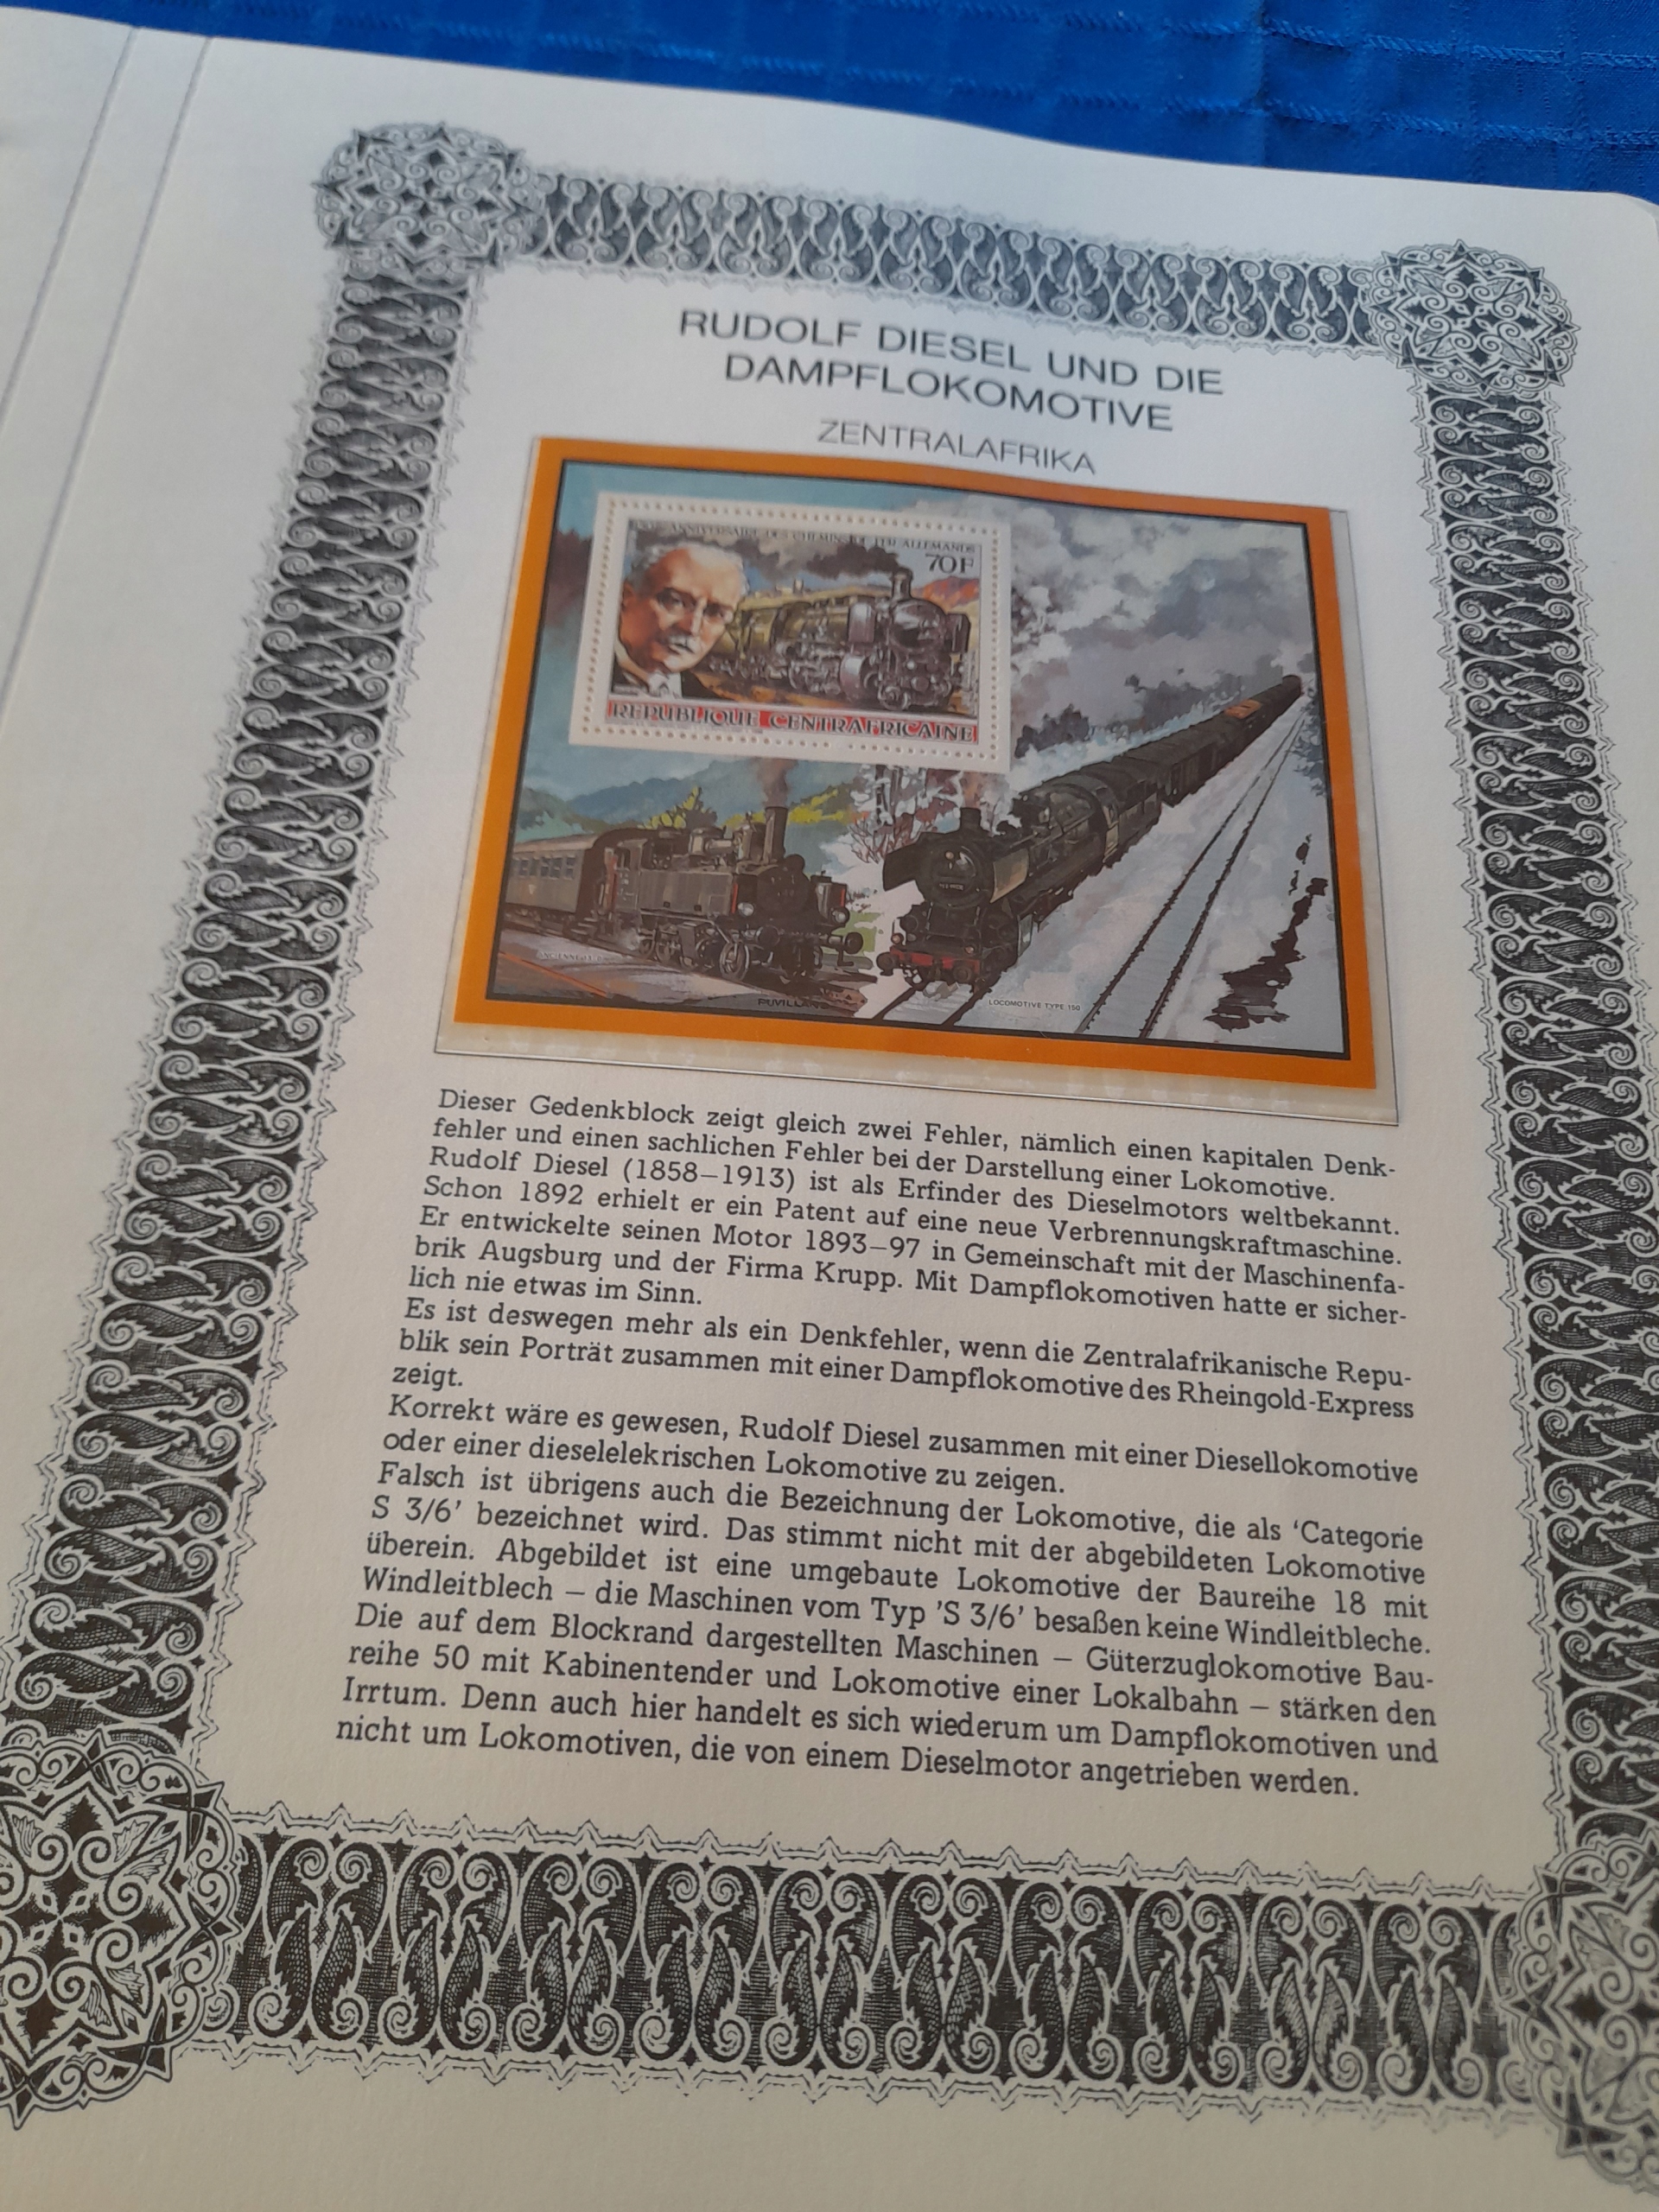 RUDOLF DIESEL UND DIE
DAMPFLOKOMOTIVE
ZENTRALAFRIKA
ANNIVERSAIRE DES CHEMINS DE FER ALLEMANDS
70F
REPUBLIQUE CENTRAFRICAINE
LOCOMOTIVE TYPE 150
Dieser Gedenkblock zeigt gleich zwei Fehler, nämlich einen kapitalen Denk-
fehler und einen sachlichen Fehler bei der Darstellung einer Lokomotive.
Rudolf Diesel (1858–1913) ist als Erfinder des Dieselmotors weltbekannt.
Schon 1892 erhielt er ein Patent auf eine neue Verbrennungskraftmaschine.
Er entwickelte seinen Motor 1893–97 in Gemeinschaft mit der Maschinenfa-
brik Augsburg und der Firma Krupp. Mit Dampflokomotiven hatte er sicher-
lich nie etwas im Sinn.
Es ist deswegen mehr als ein Denkfehler, wenn die Zentralafrikanische Repu-
blik sein Porträt zusammen mit einer Dampflokomotive des Rheingold-Express
zeigt.
Korrekt wäre es gewesen, Rudolf Diesel zusammen mit einer Diesellokomotive
oder einer dieselelekrischen Lokomotive zu zeigen.
Falsch ist übrigens auch die Bezeichnung der Lokomotive, die als ‘Categorie
S 3/6’ bezeichnet wird. Das stimmt nicht mit der abgebildeten Lokomotive
überein. Abgebildet ist eine umgebaute Lokomotive der Baureihe 18 mit
Windleitblech – die Maschinen vom Typ ’S 3/6’ besaßen keine Windleitbleche.
Die auf dem Blockrand dargestellten Maschinen – Güterzuglokomotive Bau-
reihe 50 mit Kabinentender und Lokomotive einer Lokalbahn – stärken den
Irrtum. Denn auch hier handelt es sich wiederum um Dampflokomotiven und
nicht um Lokomotiven, die von einem Dieselmotor angetrieben werden.